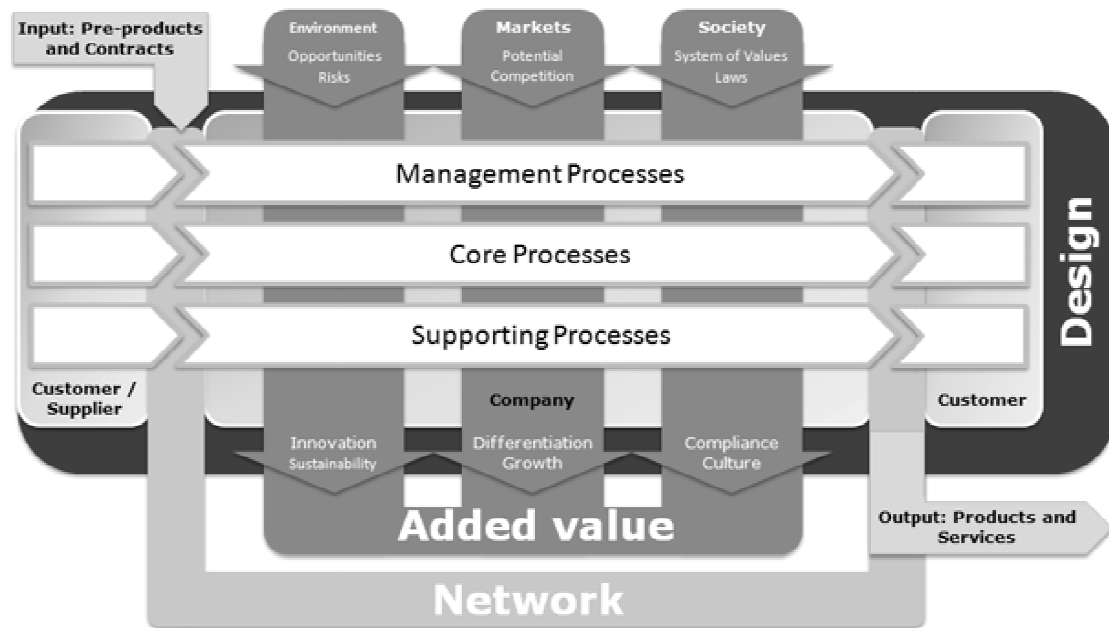 Input: Pre-products
and Contracts
Environment
Opportunities
Risks
Markets
Potential
Competition
Society
System of Values
Laws
Management Processes
Core Processes
Supporting Processes
Customer /
Supplier
Company
Customer
Design
Innovation
Sustainability
Differentiation
Growth
Compliance
Culture
Added value
Output: Products and
Services
Network